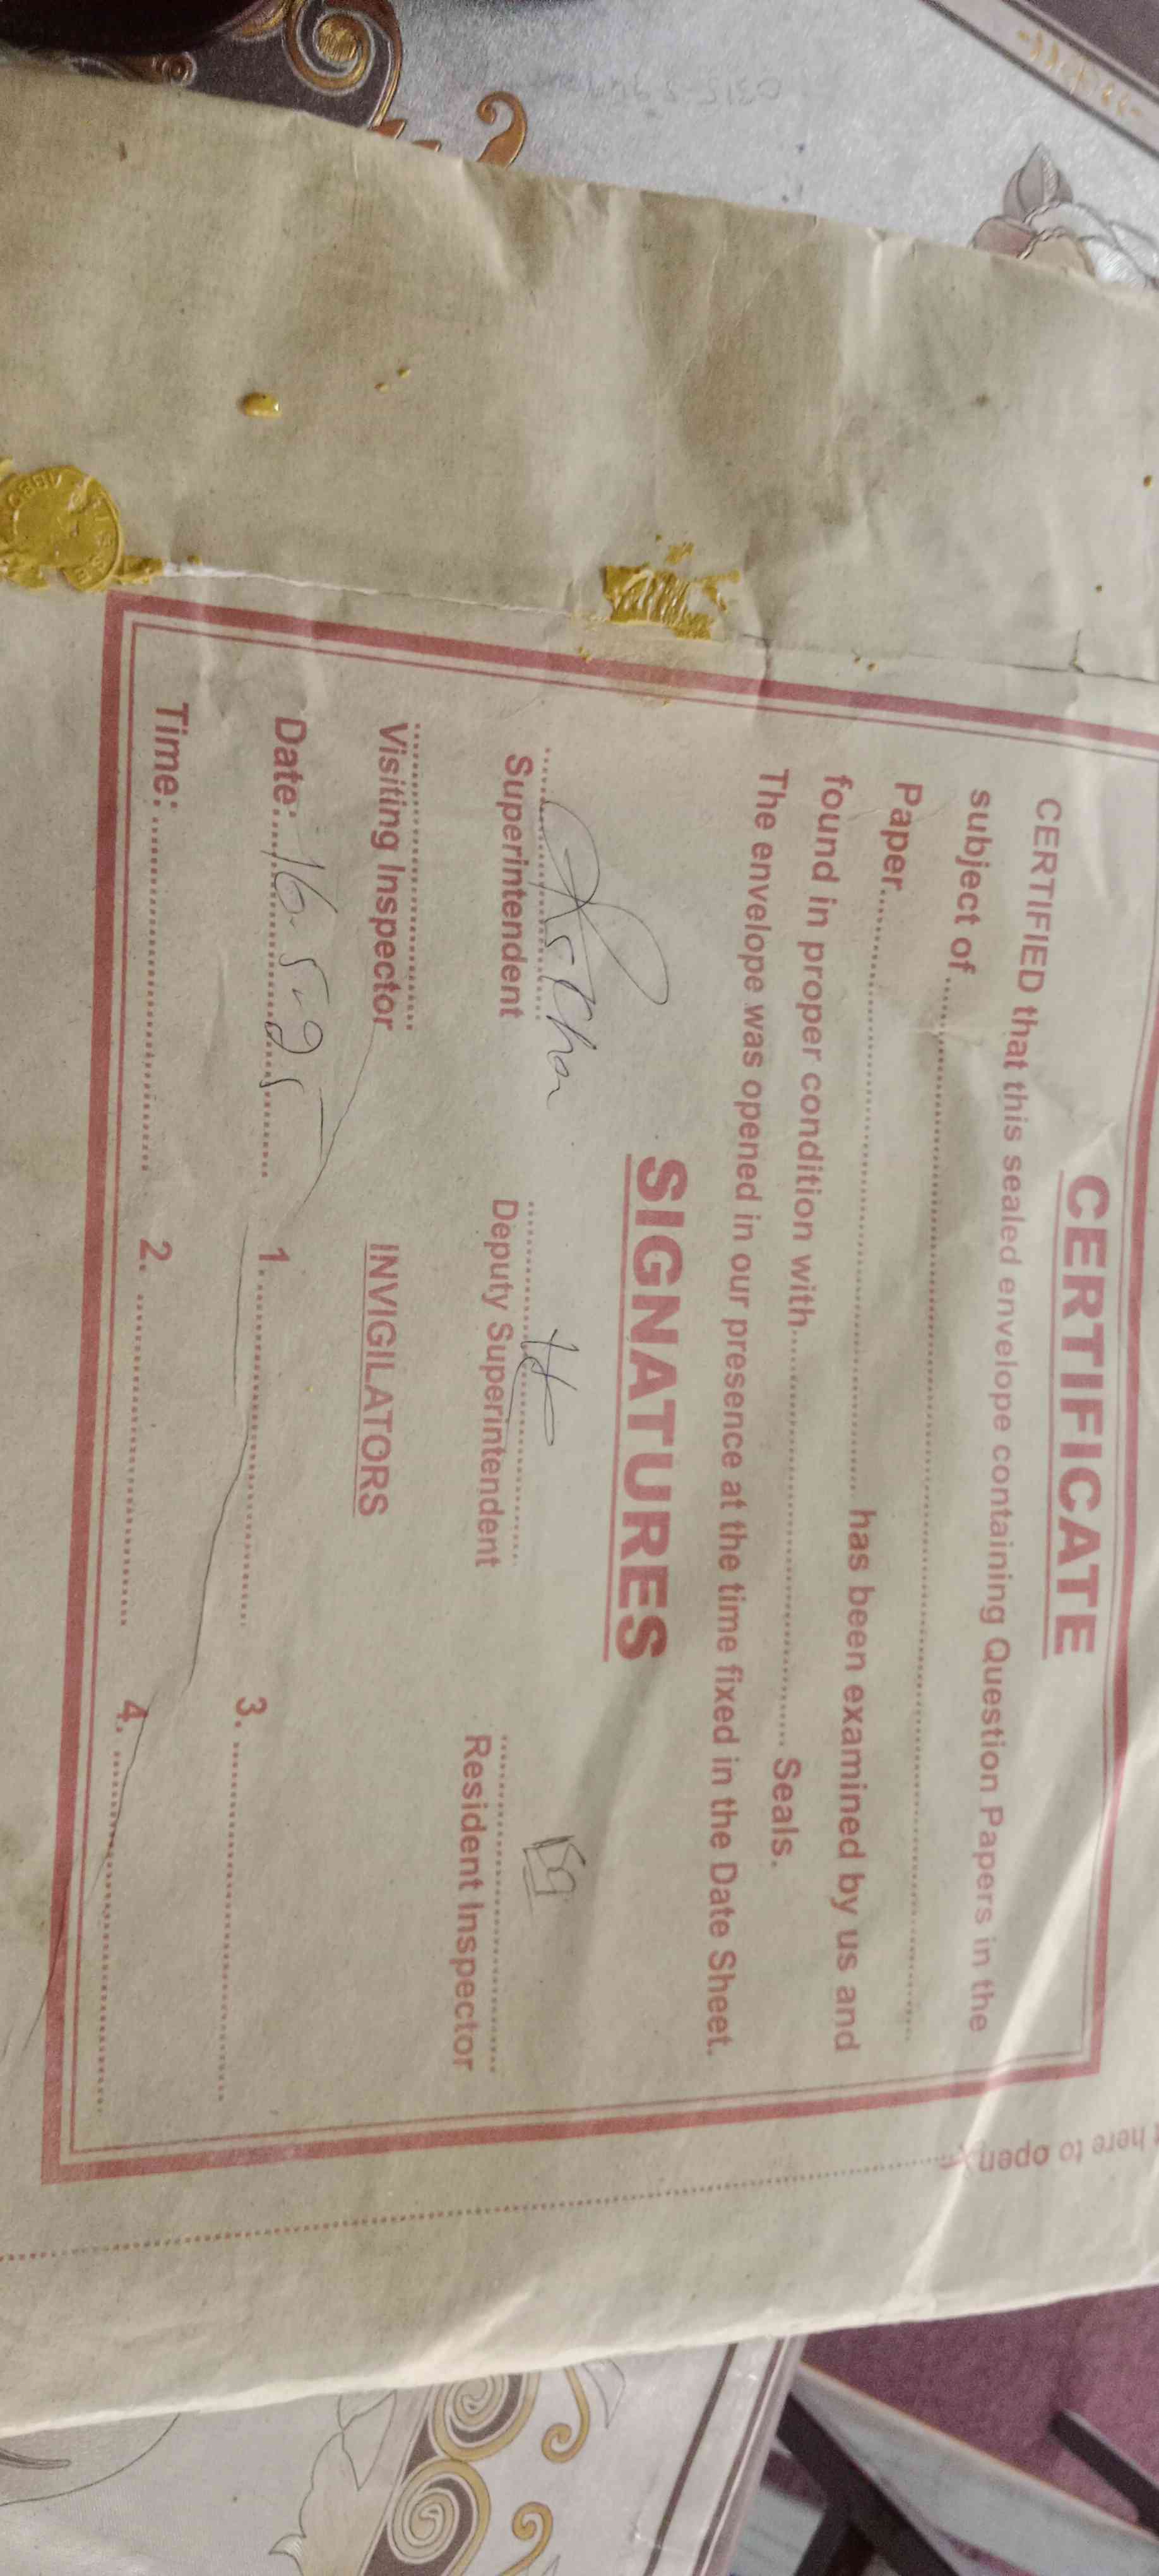 CERTIFICATE
CERTIFIED that this sealed envelope containing Question Papers in the
subject of
Paper has been examined by us and
found in proper condition with Seals.
The envelope was opened in our presence at the time fixed in the Date Sheet.
SIGNATURES
Superintendent Deputy Superintendent Resident Inspector
Visiting Inspector INVIGILATORS
Date: 16-5-25 1. 3.
Time: 2. 4.
here to open